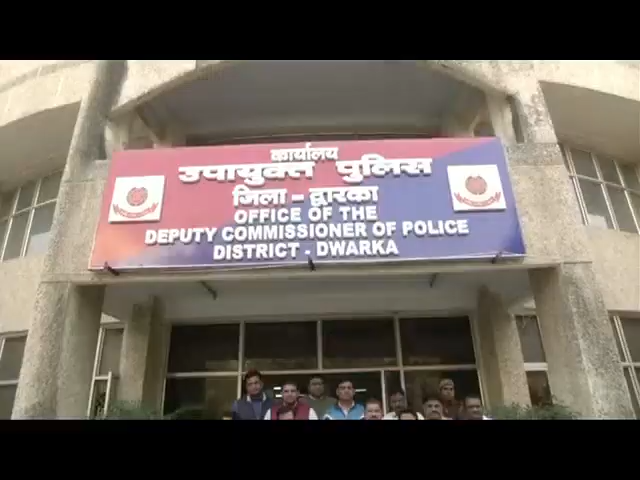 कार्यालय
उपायुक्त पुलिस
जिला - द्वारका
OFFICE OF THE
DEPUTY COMMISSIONER OF POLICE
DISTRICT - DWARKA